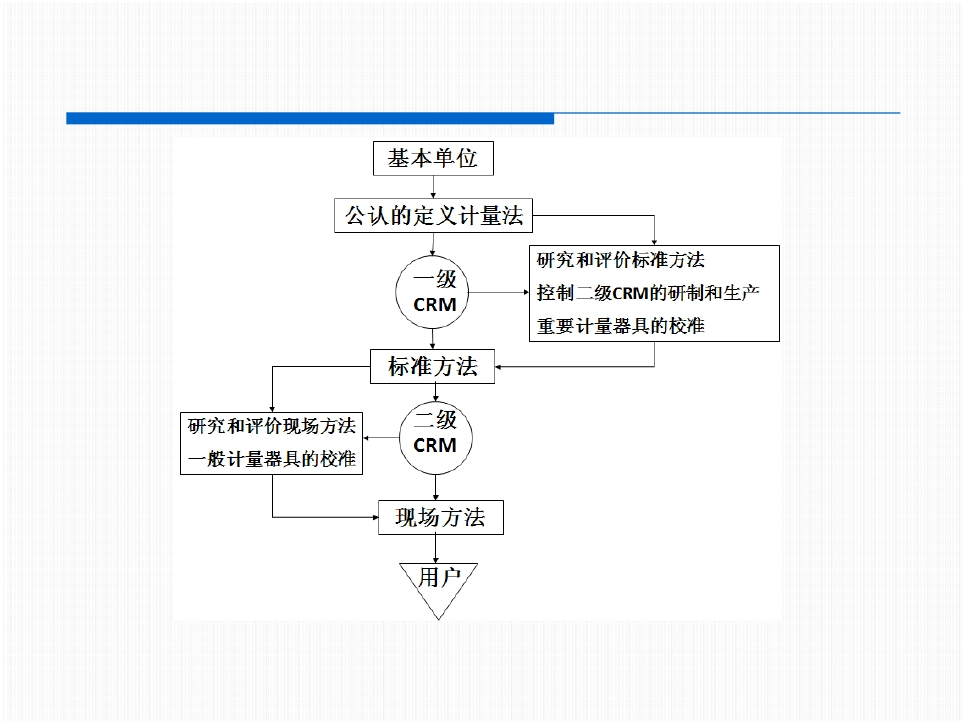 基本单位
公认的定义计量法
一级
CRM
研究和评价标准方法
控制二级CRM的研制和生产
重要计量器具的校准
标准方法
二级
CRM
研究和评价现场方法
一般计量器具的校准
现场方法
用户